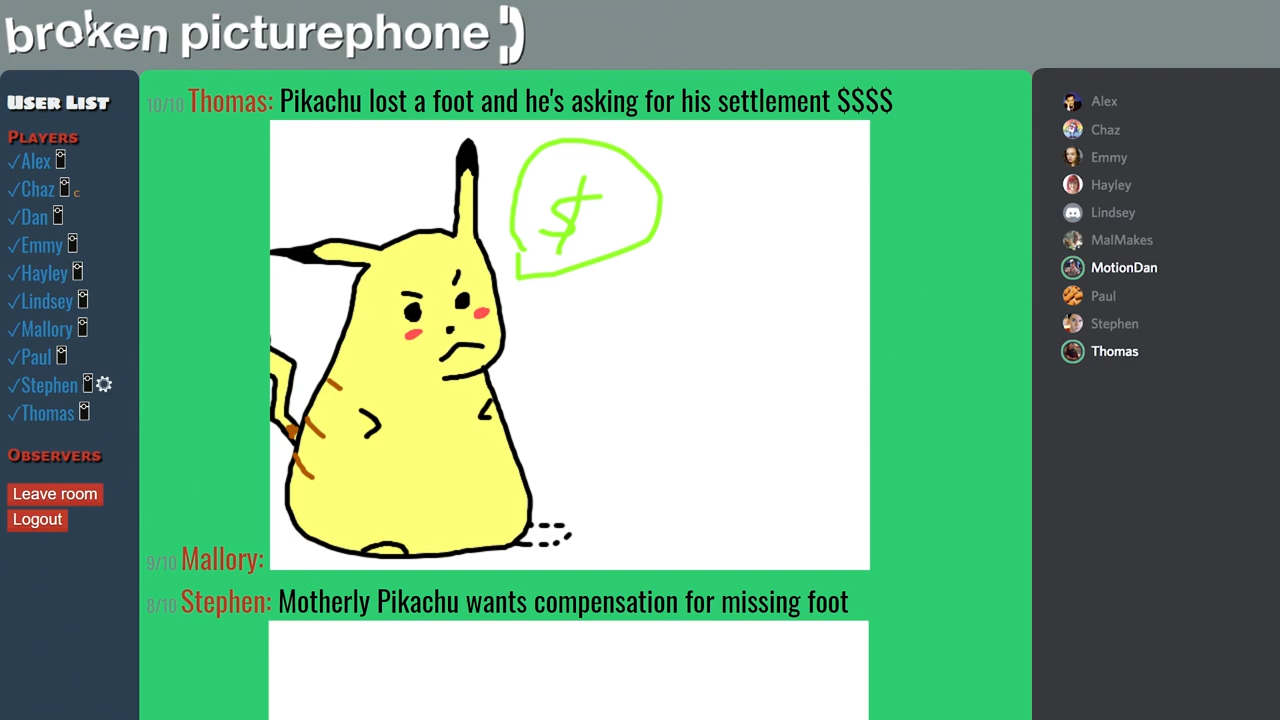 broken picturephone
USER LIST
PLAYERS
✓Alex
✓Chaz c
✓Dan
✓Emmy
✓Hayley
✓Lindsey
✓Mallory
✓Paul
✓Stephen
✓Thomas
OBSERVERS
Leave room
Logout
10/10 Thomas: Pikachu lost a foot and he's asking for his settlement $$$$
$
9/10 Mallory:
8/10 Stephen: Motherly Pikachu wants compensation for missing foot
Alex
Chaz
Emmy
Hayley
Lindsey
MalMakes
MotionDan
Paul
Stephen
Thomas